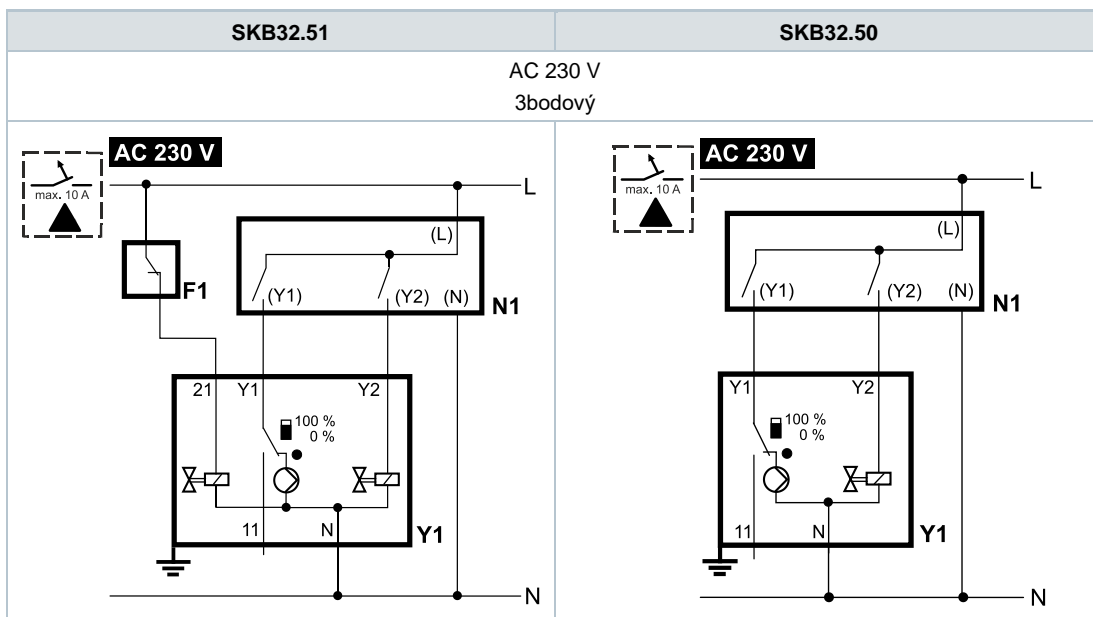 SKB32.51
SKB32.50
AC 230 V
3bodový
AC 230 V
max. 10 A
L
F1
(L)
(Y1)
(Y2)
(N)
N1
21
Y1
Y2
100 %
0 %
11
N
Y1
N
AC 230 V
max. 10 A
L
(L)
(Y1)
(Y2)
(N)
N1
Y1
Y2
100 %
0 %
11
N
Y1
N